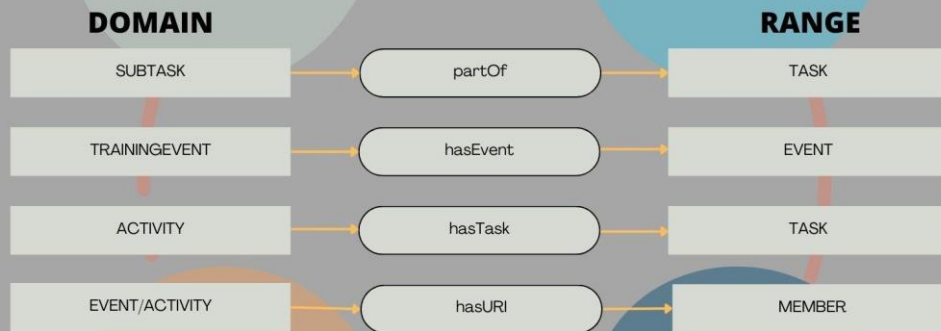 DOMAIN RANGE
SUBTASK partOf TASK
TRAININGEVENT hasEvent EVENT
ACTIVITY hasTask TASK
EVENT/ACTIVITY hasURI MEMBER